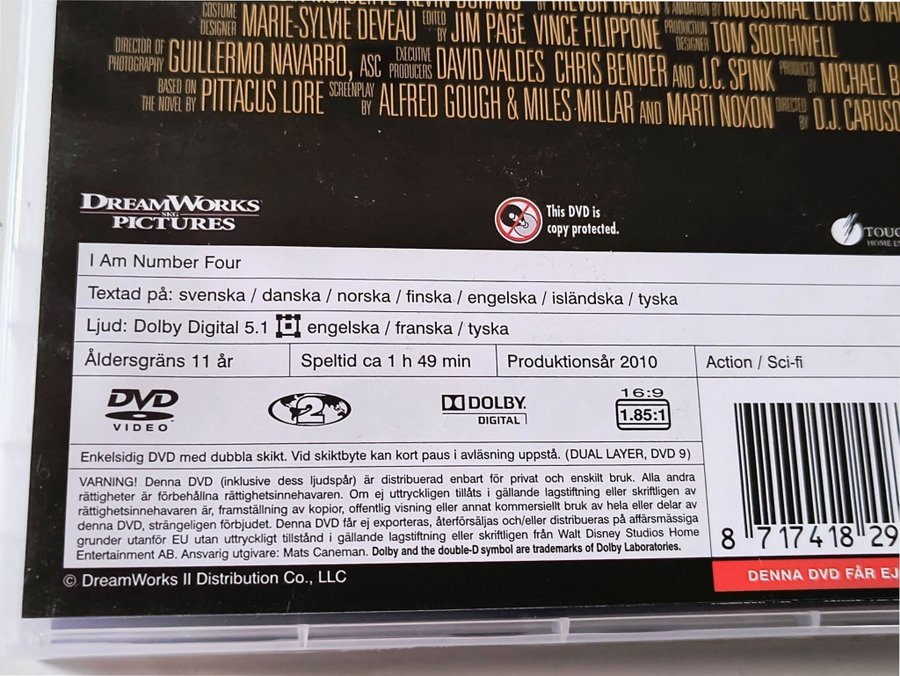 COSTUME DESIGNER MARIE-SYLVIE DEVEAU EDITED BY JIM PAGE VINCE FILIPPONE PRODUCTION DESIGNER TOM SOUTHWELL
DIRECTOR OF PHOTOGRAPHY GUILLERMO NAVARRO, ASC EXECUTIVE PRODUCERS DAVID VALDES CHRIS BENDER AND J.C. SPINK PRODUCED BY MICHAEL
BASED ON THE NOVEL BY PITTACUS LORE SCREENPLAY BY ALFRED GOUGH & MILES MILLAR AND MARTI NOXON DIRECTED BY D.J. CARUSO
DREAMWORKS
SKG
PICTURES
This DVD is
copy protected.
I Am Number Four
Textad på: svenska / danska / norska / finska / engelska / isländska / tyska
Ljud: Dolby Digital 5.1 engelska / franska / tyska
Åldersgräns 11 år
Speltid ca 1 h 49 min
Produktionsår 2010
Action / Sci-fi
DVD
VIDEO
2
DOLBY
DIGITAL
16:9
1.85:1
Enkelsidig DVD med dubbla skikt. Vid skiktbyte kan kort paus i avläsning uppstå. (DUAL LAYER, DVD 9)
VARNING! Denna DVD (inklusive dess ljudspår) är distribuerad enbart för privat och enskilt bruk. Alla andra
rättigheter är förbehållna rättighetsinnehavaren. Om ej uttryckligen tillåts i gällande lagstiftning eller skriftligen av
rättighetsinnehavaren, är framställning av kopior, offentlig visning eller annat kommersiellt bruk av hela eller delar av
denna DVD, strängeligen förbjudet. Denna DVD får ej exporteras, återförsäljas och/eller distribueras på affärsmässiga
grunder utanför EU utan uttryckligt tillstånd i gällande lagstiftning eller skriftligen från Walt Disney Studios Home
Entertainment AB. Ansvarig utgivare: Mats Caneman. Dolby and the double-D symbol are trademarks of Dolby Laboratories.
8 717418 29
DENNA DVD FÅR EJ
© DreamWorks II Distribution Co., LLC